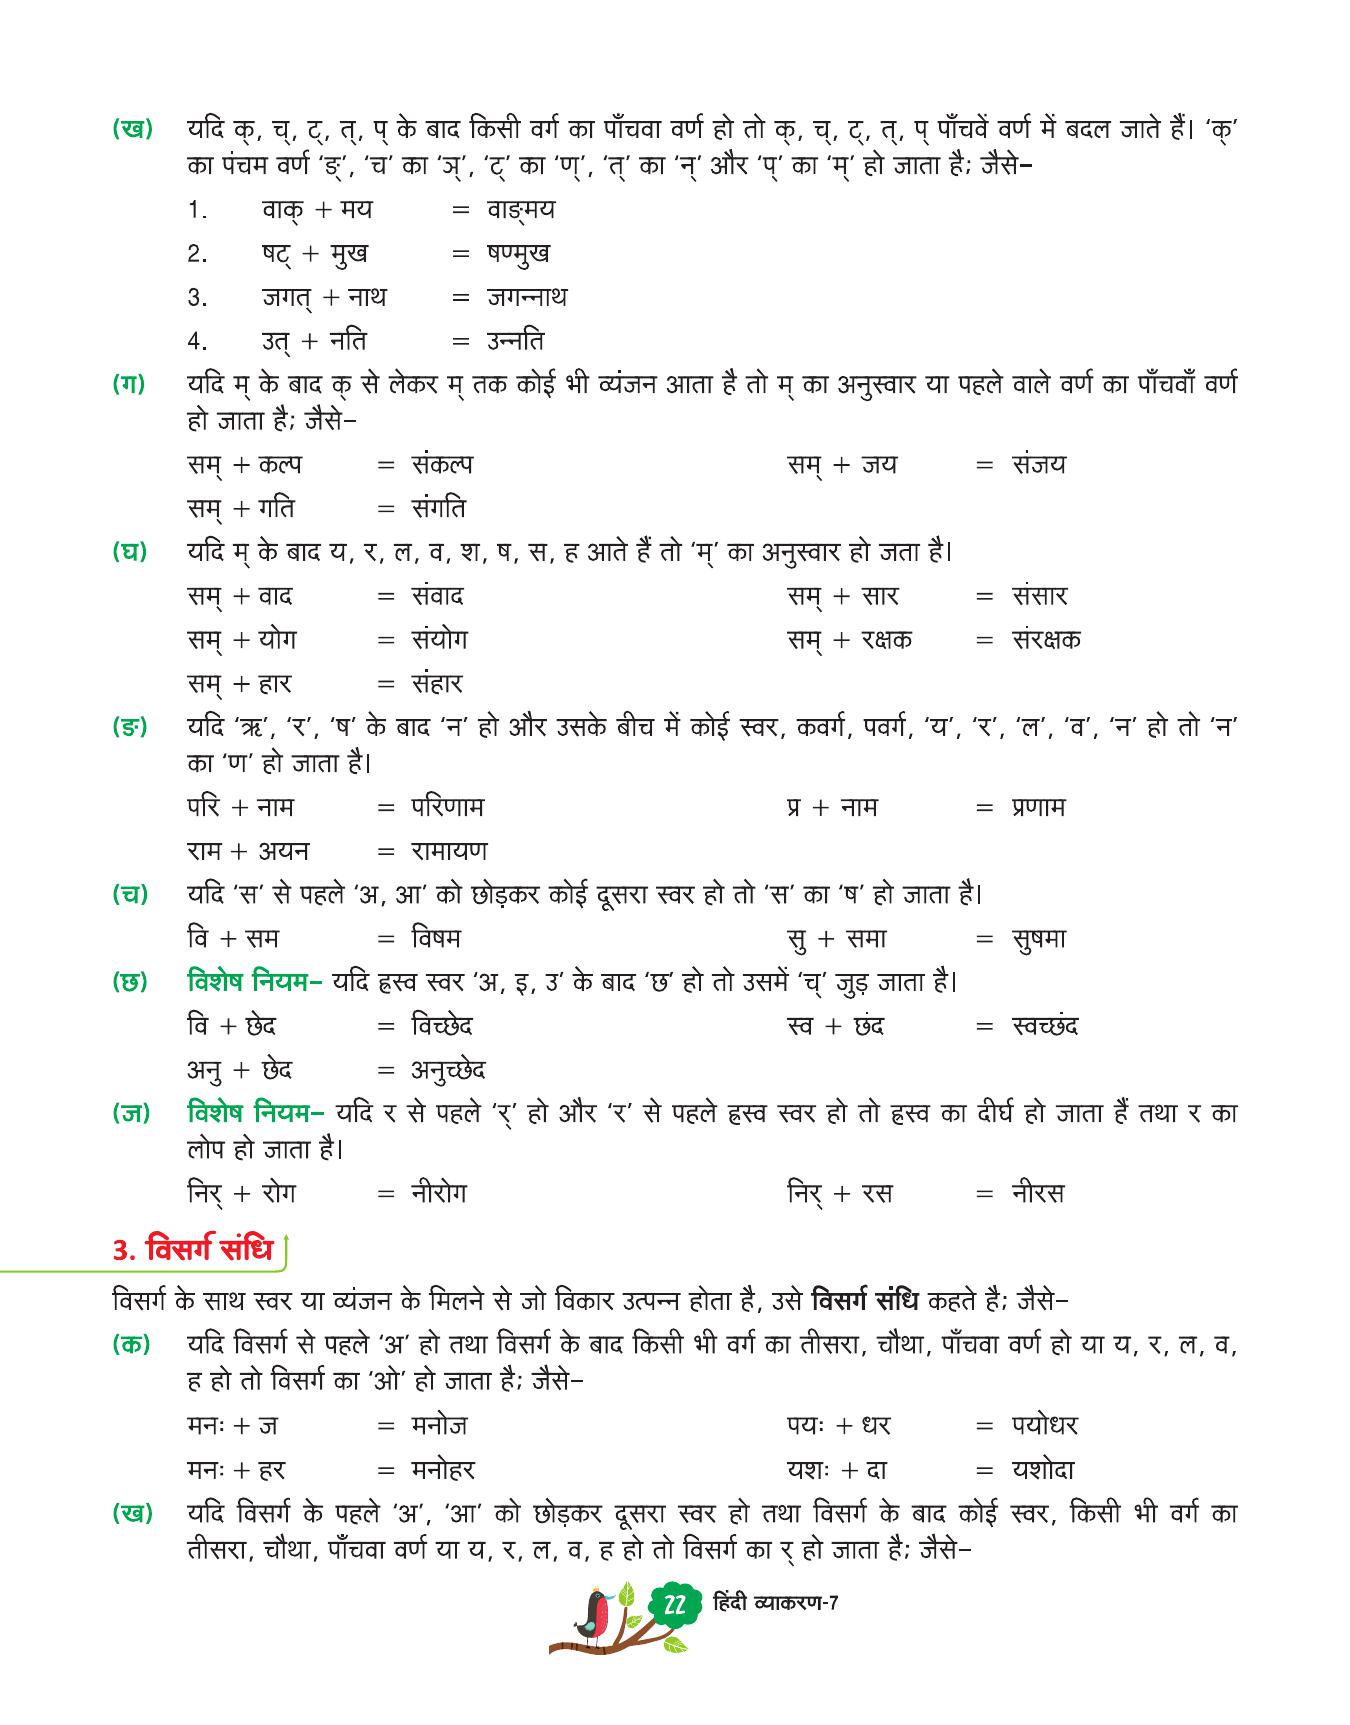 (ख) यदि क्, च्, ट्, त्, प् के बाद किसी वर्ग का पाँचवा वर्ण हो तो क्, च्, ट्, त्, प् पाँचवें वर्ण में बदल जाते हैं। ‘क्’
का पंचम वर्ण ‘ङ्’, ‘च’ का ‘ञ्’, ‘ट्’ का ‘ण्’, ‘त्’ का ‘न्’ और ‘प्’ का ‘म्’ हो जाता है; जैसे–
1. वाक् + मय = वाङ्मय
2. षट् + मुख = षण्मुख
3. जगत् + नाथ = जगन्नाथ
4. उत् + नति = उन्नति
(ग) यदि म् के बाद क् से लेकर म् तक कोई भी व्यंजन आता है तो म् का अनुस्वार या पहले वाले वर्ण का पाँचवाँ वर्ण
हो जाता है; जैसे–
सम् + कल्प = संकल्प सम् + जय = संजय
सम् + गति = संगति
(घ) यदि म् के बाद य, र, ल, व, श, ष, स, ह आते हैं तो ‘म्’ का अनुस्वार हो जता है।
सम् + वाद = संवाद सम् + सार = संसार
सम् + योग = संयोग सम् + रक्षक = संरक्षक
सम् + हार = संहार
(ङ) यदि ‘ऋ’, ‘र’, ‘ष’ के बाद ‘न’ हो और उसके बीच में कोई स्वर, कवर्ग, पवर्ग, ‘य’, ‘र’, ‘ल’, ‘व’, ‘न’ हो तो ‘न’
का ‘ण’ हो जाता है।
परि + नाम = परिणाम प्र + नाम = प्रणाम
राम + अयन = रामायण
(च) यदि ‘स’ से पहले ‘अ, आ’ को छोड़कर कोई दूसरा स्वर हो तो ‘स’ का ‘ष’ हो जाता है।
वि + सम = विषम सु + समा = सुषमा
(छ) विशेष नियम– यदि ह्रस्व स्वर ‘अ, इ, उ’ के बाद ‘छ’ हो तो उसमें ‘च्’ जुड़ जाता है।
वि + छेद = विच्छेद स्व + छंद = स्वच्छंद
अनु + छेद = अनुच्छेद
(ज) विशेष नियम– यदि र से पहले ‘र्’ हो और ‘र’ से पहले ह्रस्व स्वर हो तो ह्रस्व का दीर्घ हो जाता हैं तथा र का
लोप हो जाता है।
निर् + रोग = नीरोग निर् + रस = नीरस
3. विसर्ग संधि
विसर्ग के साथ स्वर या व्यंजन के मिलने से जो विकार उत्पन्न होता है, उसे विसर्ग संधि कहते है; जैसे–
(क) यदि विसर्ग से पहले ‘अ’ हो तथा विसर्ग के बाद किसी भी वर्ग का तीसरा, चौथा, पाँचवा वर्ण हो या य, र, ल, व,
ह हो तो विसर्ग का ‘ओ’ हो जाता है; जैसे–
मनः + ज = मनोज पयः + धर = पयोधर
मनः + हर = मनोहर यशः + दा = यशोदा
(ख) यदि विसर्ग के पहले ‘अ’, ‘आ’ को छोड़कर दूसरा स्वर हो तथा विसर्ग के बाद कोई स्वर, किसी भी वर्ग का
तीसरा, चौथा, पाँचवा वर्ण या य, र, ल, व, ह हो तो विसर्ग का र् हो जाता है; जैसे–
22 हिंदी व्याकरण-7